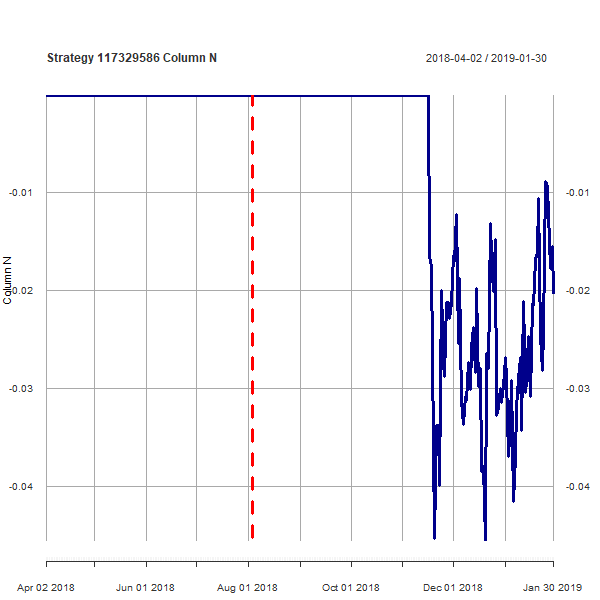 Strategy 117329586 Column N
2018-04-02 / 2019-01-30
-0.01 -0.01
-0.02 -0.02
-0.03 -0.03
-0.04 -0.04
Column N
Apr 02 2018 Jun 01 2018 Aug 01 2018 Oct 01 2018 Dec 01 2018 Jan 30 2019